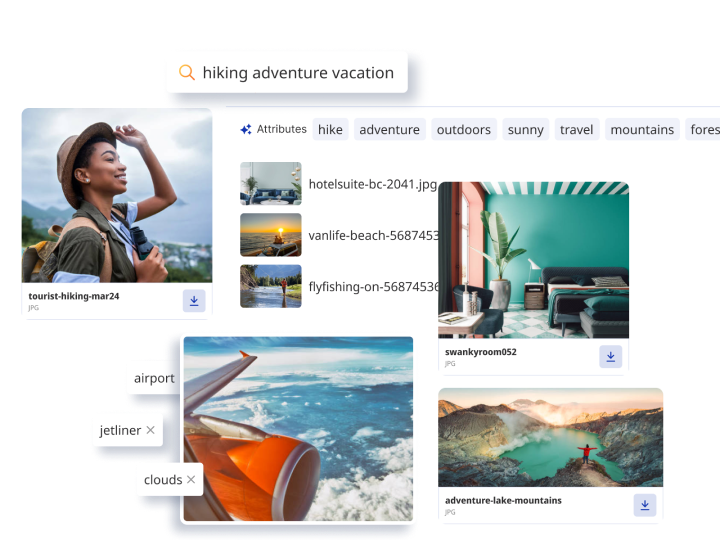 hiking adventure vacation
Attributes hike adventure outdoors sunny travel mountains fores
hotelsuite-bc-2041.jpg
vanlife-beach-5687453
flyfishing-on-56874536
tourist-hiking-mar24
JPG
swankyroom052
JPG
airport
jetliner
clouds
adventure-lake-mountains
JPG